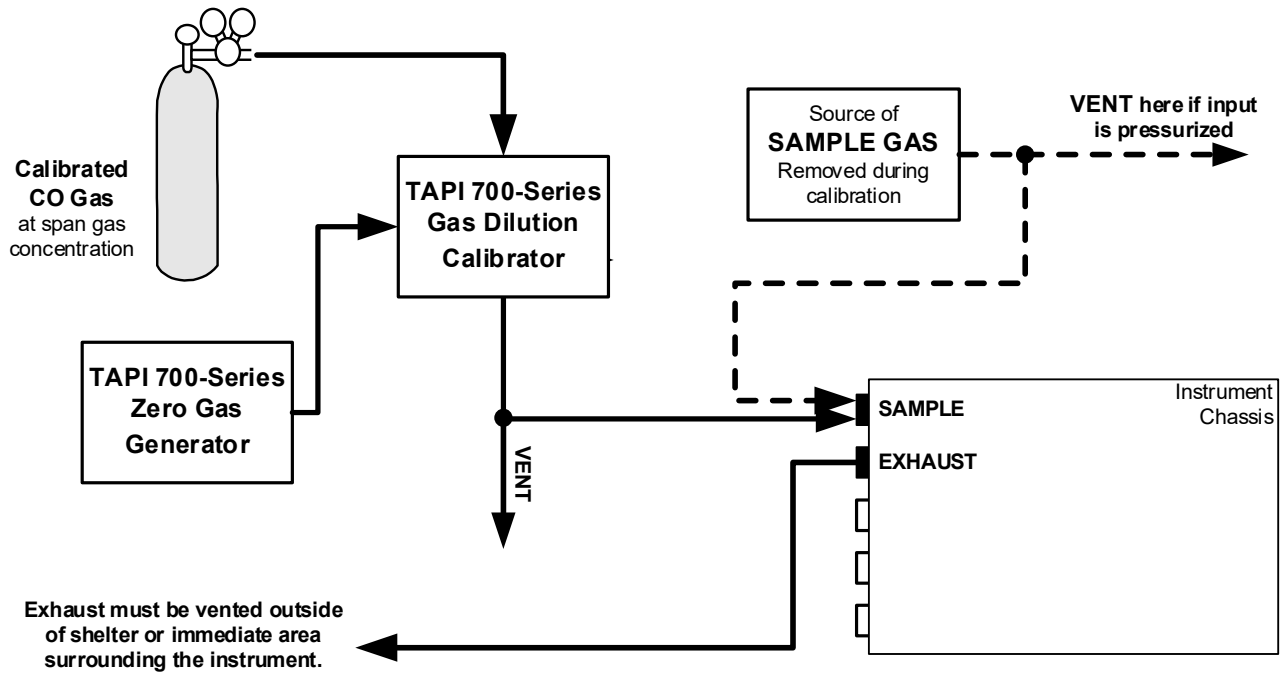 Calibrated
CO Gas
at span gas
concentration
TAPI 700-Series
Gas Dilution
Calibrator
Source of
SAMPLE GAS
Removed during
calibration
VENT here if input
is pressurized
TAPI 700-Series
Zero Gas
Generator
VENT
Instrument
Chassis
SAMPLE
EXHAUST
Exhaust must be vented outside
of shelter or immediate area
surrounding the instrument.